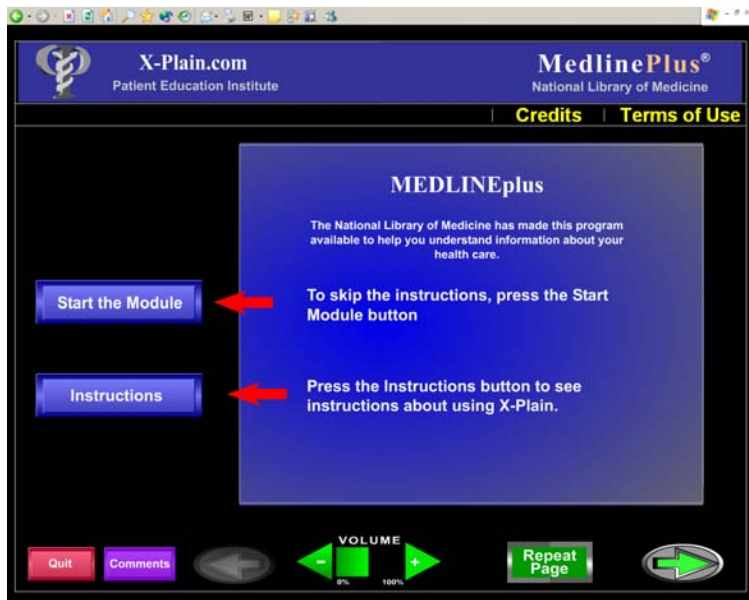 X-Plain.com
Patient Education Institute
MedlinePlus®
National Library of Medicine
| Credits | Terms of Use
MEDLINEplus
The National Library of Medicine has made this program
available to help you understand information about your
health care.
Start the Module
To skip the instructions, press the Start
Module button
Instructions
Press the Instructions button to see
instructions about using X-Plain.
Quit
Comments
VOLUME
-
+
0%
100%
Repeat
Page